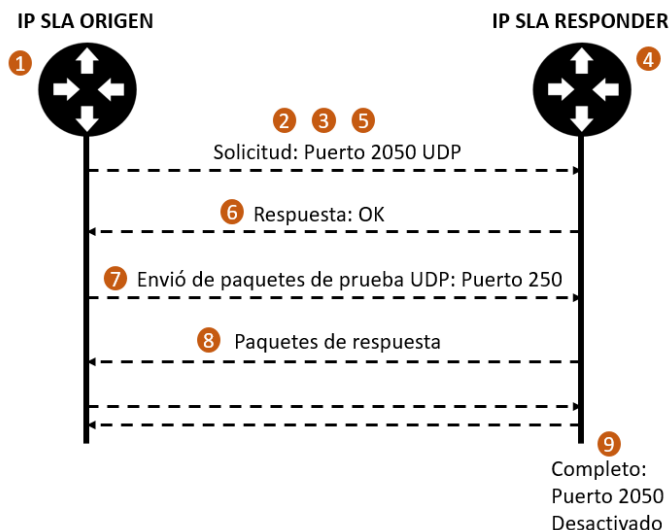 IP SLA ORIGEN
IP SLA RESPONDER
1
4
2 3 5
Solicitud: Puerto 2050 UDP
6 Respuesta: OK
7 Envió de paquetes de prueba UDP: Puerto 250
8 Paquetes de respuesta
9
Completo:
Puerto 2050
Desactivado